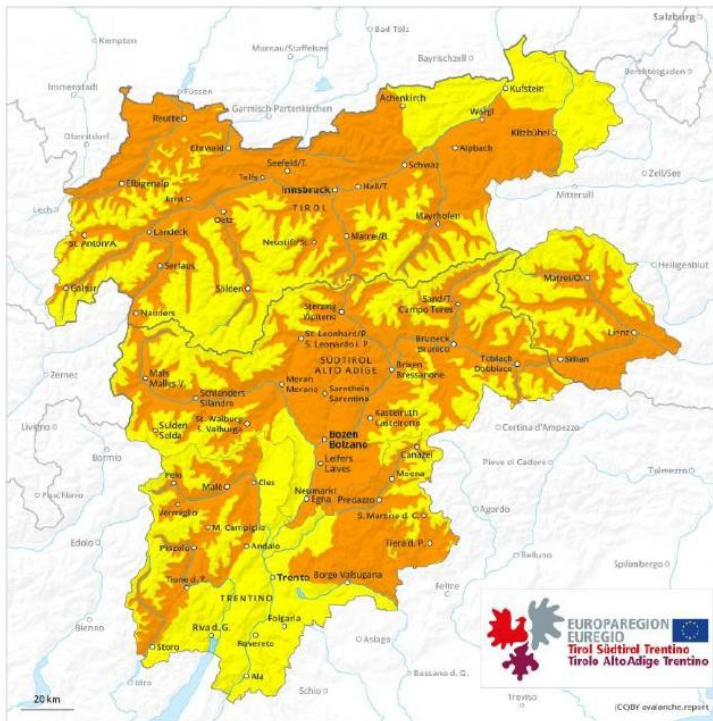 Salzburg
Bad Tölz
Kempten
Murnau/Staffelsee
Bayrischzell
Berchtesgaden
Immenstadt
Füssen
Kufstein
Garmisch-Partenkirchen
Achenkirch
Reutte
Wörgl
Oberstdorf
Ehrwald
Kitzbühel
Alpbach
Seefeld/T.
Schwaz
Zell/See
Telfs
Hall/T.
Elbigenalp
Innsbruck
Mittersill
Imst
TIROL
Lech
Oetz
Mayrhofen
St. Anton/A.
Landeck
Neustift/St.
Matrei/B.
Heiligenblut
Serfaus
Matrei/O.
Galtür
Sölden
Sand/T.
Campo Tures
Nauders
Sterzing
Vipiteno
Lienz
St. Leonhard/P.
S. Leonardo i. P.
Bruneck
Brunico
Sillian
SÜDTIROL
ALTO ADIGE
Toblach
Dobbiaco
Zernez
Mals
Malles V.
Meran
Merano
Brixen
Bressanone
Schlanders
Silandro
Sarnthein
Sarentino
St. Walburg
S. Valburga
Kastelruth
Castelrotto
Livigno
Sulden
Solda
Cortina d'Ampezzo
Bozen
Bolzano
Canazei
Bormio
Pieve di Cadore
Leifers
Laives
Tolmezzo
Moena
Peio
Malè
Cles
Neumarkt
Egna
Predazzo
Poschiavo
Vermiglio
Agordo
S. Martino d. C.
M. Campiglio
Edolo
Pinzolo
Andalo
Fiera d. P.
Belluno
Spilimbergo
Tione d. T.
Trento
Borgo Valsugana
Feltre
TRENTINO
Folgaria
Bienno
Riva d. G.
Storo
Rovereto
Asiago
Idro
Ala
Bassano d. G.
Schio
Treviso
20 km
EUROPAREGION
EUREGIO
Tirol Südtirol Trentino
Tirolo Alto Adige Trentino
(CC)BY avalanche.report